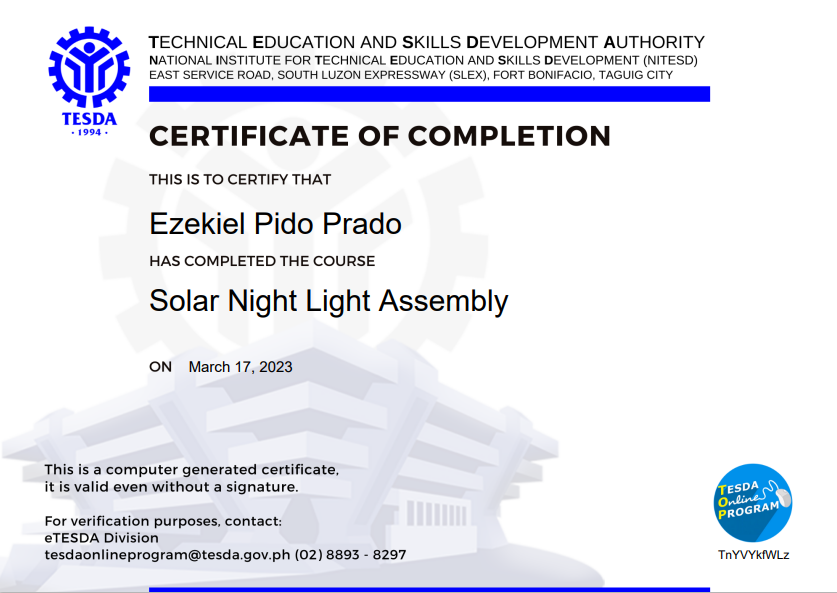 TECHNICAL EDUCATION AND SKILLS DEVELOPMENT AUTHORITY
NATIONAL INSTITUTE FOR TECHNICAL EDUCATION AND SKILLS DEVELOPMENT (NITESD)
EAST SERVICE ROAD, SOUTH LUZON EXPRESSWAY (SLEX), FORT BONIFACIO, TAGUIG CITY
TESDA
· 1994 ·
CERTIFICATE OF COMPLETION
THIS IS TO CERTIFY THAT
Ezekiel Pido Prado
HAS COMPLETED THE COURSE
Solar Night Light Assembly
ON March 17, 2023
This is a computer generated certificate,
it is valid even without a signature.
For verification purposes, contact:
eTESDA Division
tesdaonlineprogram@tesda.gov.ph (02) 8893 - 8297
TESDA
Online
PROGRAM
TnYVYkfWLz